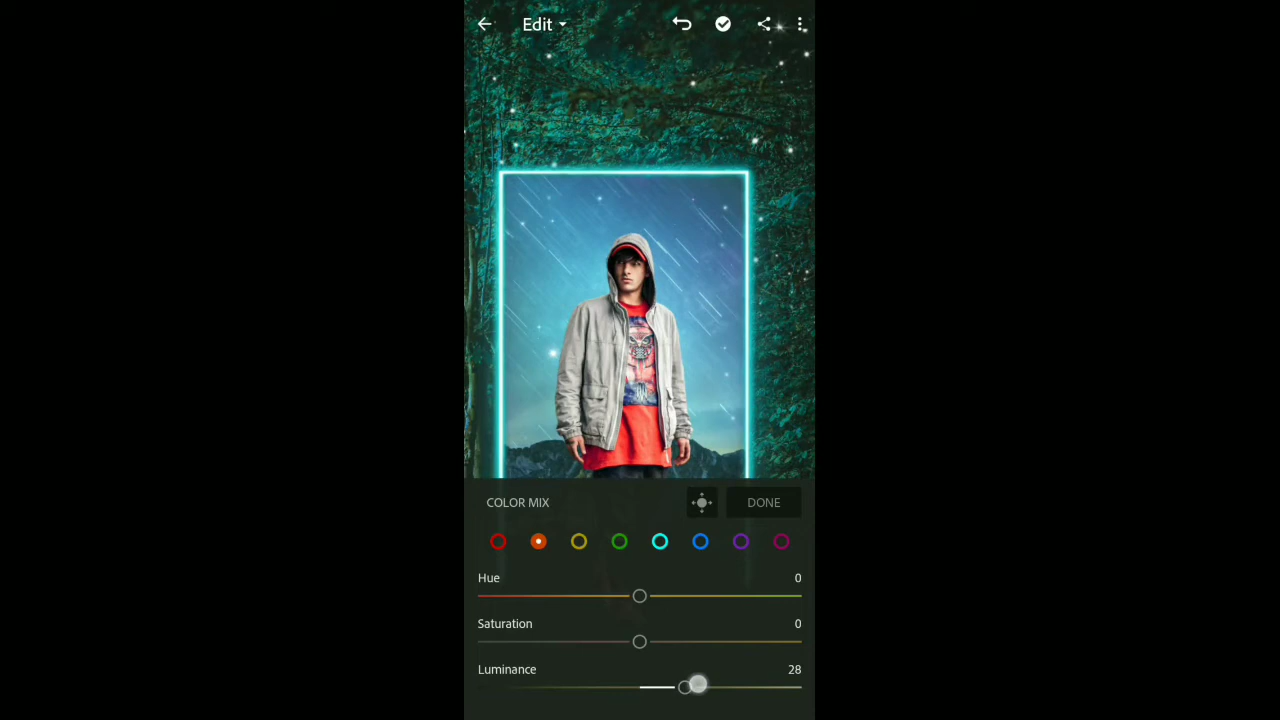 Edit
COLOR MIX
DONE
Hue 0
Saturation 0
Luminance 28